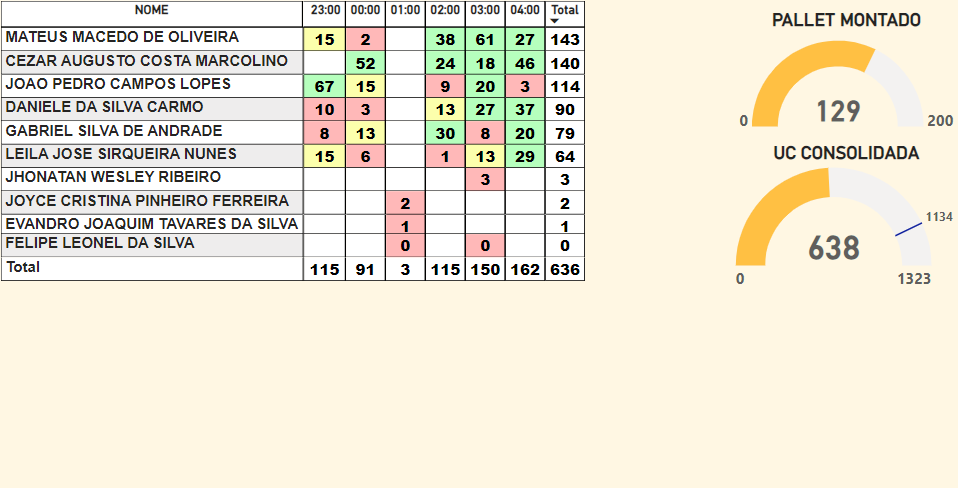 NOME 23:00 00:00 01:00 02:00 03:00 04:00 Total
MATEUS MACEDO DE OLIVEIRA 15 2 38 61 27 143
CEZAR AUGUSTO COSTA MARCOLINO 52 24 18 46 140
JOAO PEDRO CAMPOS LOPES 67 15 9 20 3 114
DANIELE DA SILVA CARMO 10 3 13 27 37 90
GABRIEL SILVA DE ANDRADE 8 13 30 8 20 79
LEILA JOSE SIRQUEIRA NUNES 15 6 1 13 29 64
JHONATAN WESLEY RIBEIRO 3 3
JOYCE CRISTINA PINHEIRO FERREIRA 2 2
EVANDRO JOAQUIM TAVARES DA SILVA 1 1
FELIPE LEONEL DA SILVA 0 0 0
Total 115 91 3 115 150 162 636
PALLET MONTADO
129
0 200
UC CONSOLIDADA
1134
638
0 1323